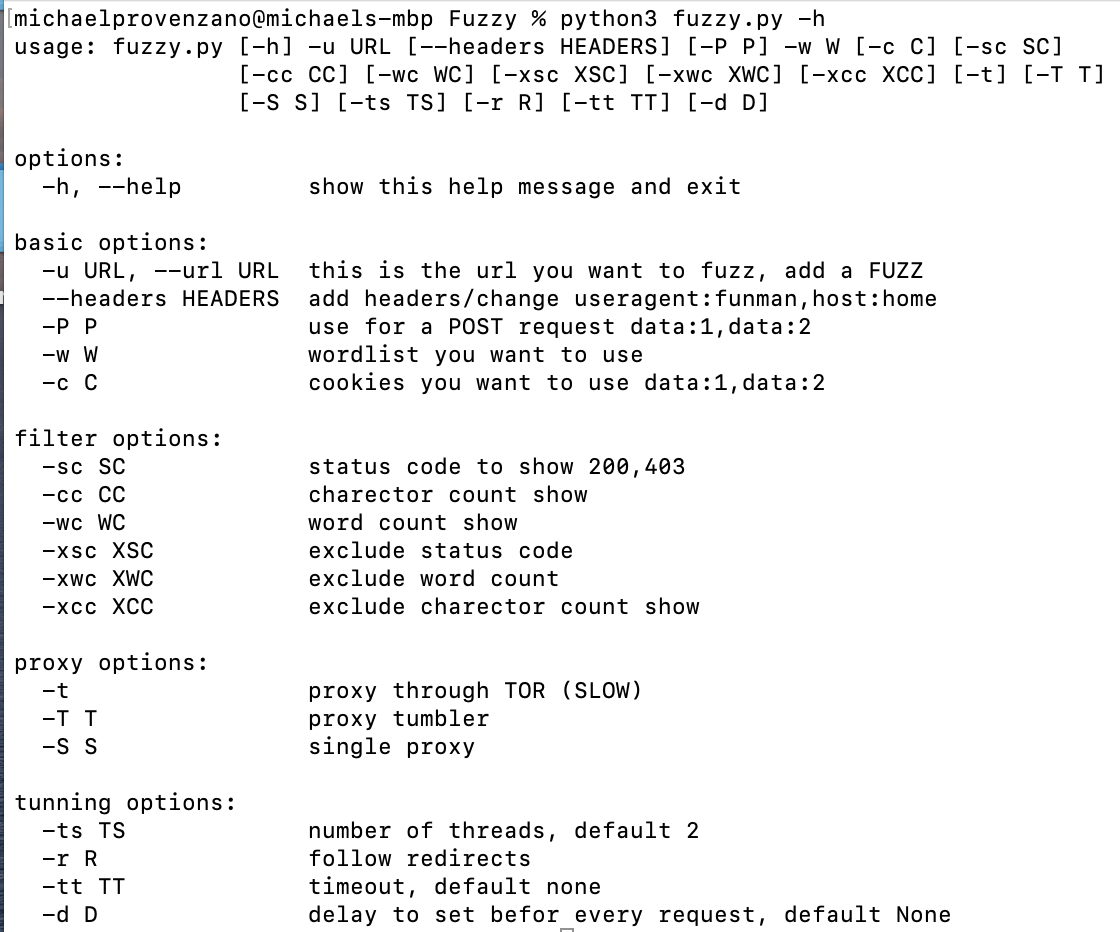 [michaelprovenzano@michaels-mbp Fuzzy % python3 fuzzy.py -h
usage: fuzzy.py [-h] -u URL [--headers HEADERS] [-P P] -w W [-c C] [-sc SC]
[-cc CC] [-wc WC] [-xsc XSC] [-xwc XWC] [-xcc XCC] [-t] [-T T]
[-S S] [-ts TS] [-r R] [-tt TT] [-d D]
options:
-h, --help show this help message and exit
basic options:
-u URL, --url URL this is the url you want to fuzz, add a FUZZ
--headers HEADERS add headers/change useragent:funman,host:home
-P P use for a POST request data:1,data:2
-w W wordlist you want to use
-c C cookies you want to use data:1,data:2
filter options:
-sc SC status code to show 200,403
-cc CC charector count show
-wc WC word count show
-xsc XSC exclude status code
-xwc XWC exclude word count
-xcc XCC exclude charector count show
proxy options:
-t proxy through TOR (SLOW)
-T T proxy tumbler
-S S single proxy
tunning options:
-ts TS number of threads, default 2
-r R follow redirects
-tt TT timeout, default none
-d D delay to set befor every request, default None